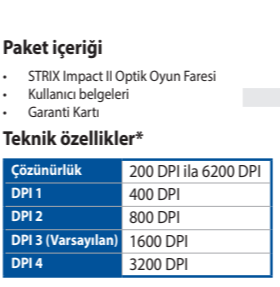 Paket içeriği
• STRIX Impact II Optik Oyun Faresi
• Kullanıcı belgeleri
• Garanti Kartı
Teknik özellikler*
Çözünürlük 200 DPI ila 6200 DPI
DPI 1 400 DPI
DPI 2 800 DPI
DPI 3 (Varsayılan) 1600 DPI
DPI 4 3200 DPI